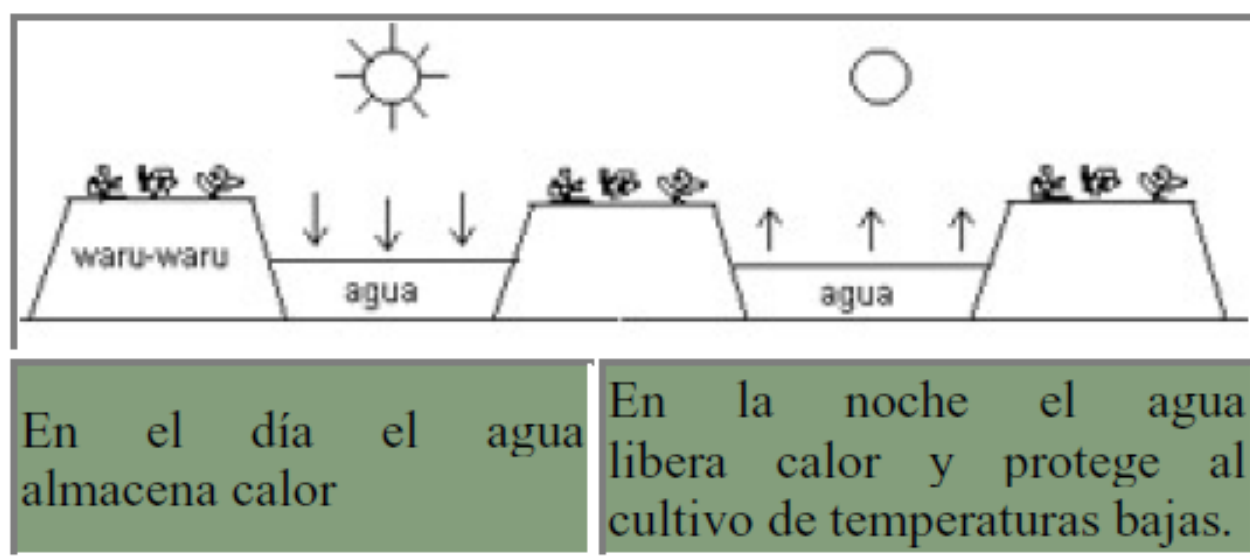 waru-waru
agua
agua
En el día el agua
almacena calor
En la noche el agua
libera calor y protege al
cultivo de temperaturas bajas.